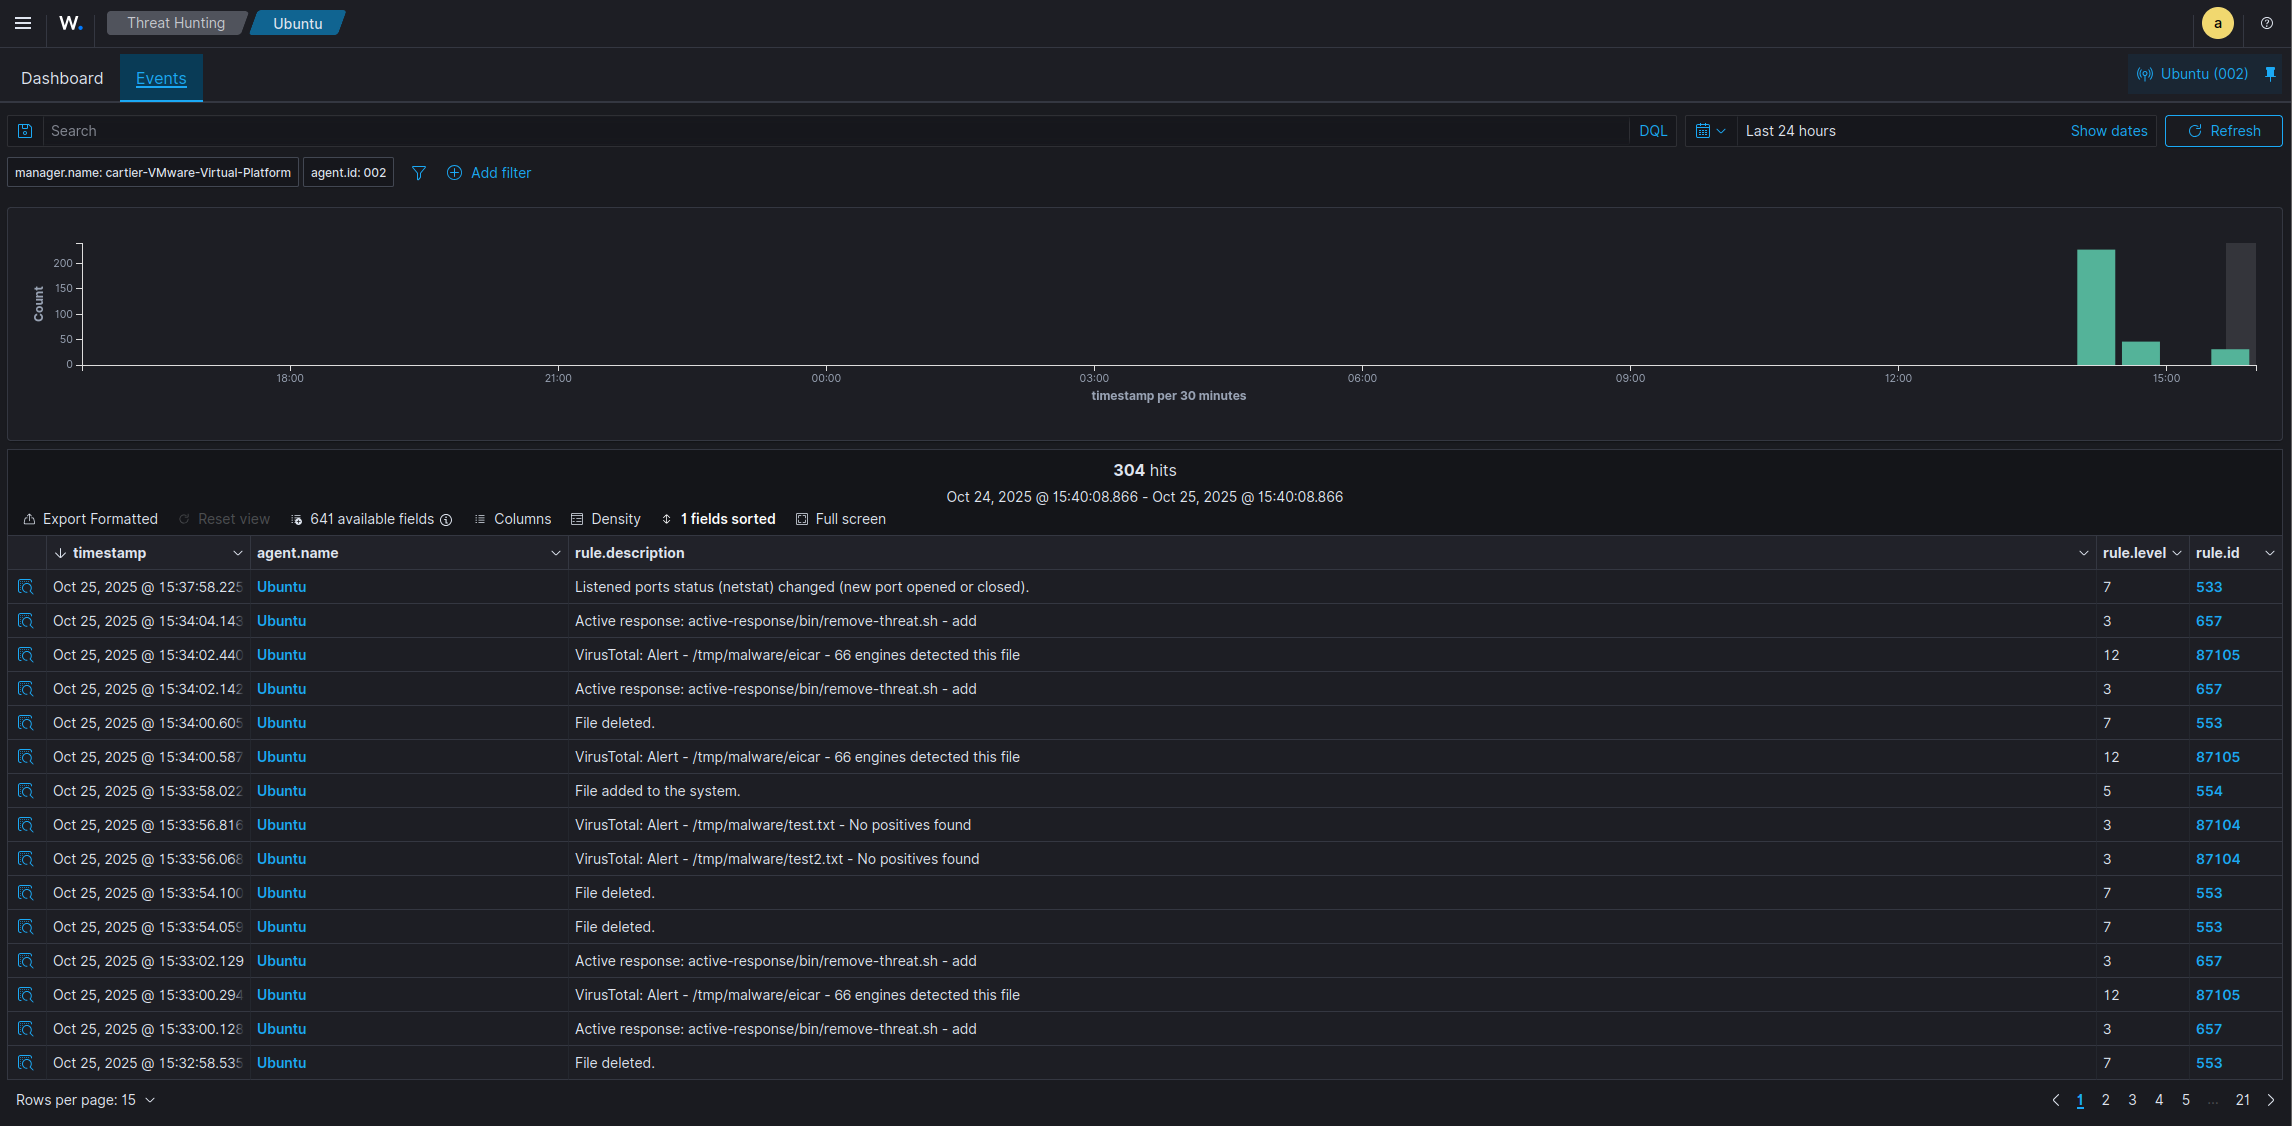 W. Threat Hunting Ubuntu a
Dashboard Events Ubuntu (002)
Search DQL Last 24 hours Show dates Refresh
manager.name: cartier-VMware-Virtual-Platform agent.id: 002 Add filter
Count
200
150
100
50
0
18:00 21:00 00:00 03:00 06:00 09:00 12:00 15:00
timestamp per 30 minutes
304 hits
Oct 24, 2025 @ 15:40:08.866 - Oct 25, 2025 @ 15:40:08.866
Export Formatted Reset view 641 available fields Columns Density 1 fields sorted Full screen
timestamp agent.name rule.description rule.level rule.id
Oct 25, 2025 @ 15:37:58.225 Ubuntu Listened ports status (netstat) changed (new port opened or closed). 7 533
Oct 25, 2025 @ 15:34:04.143 Ubuntu Active response: active-response/bin/remove-threat.sh - add 3 657
Oct 25, 2025 @ 15:34:02.440 Ubuntu VirusTotal: Alert - /tmp/malware/eicar - 66 engines detected this file 12 87105
Oct 25, 2025 @ 15:34:02.142 Ubuntu Active response: active-response/bin/remove-threat.sh - add 3 657
Oct 25, 2025 @ 15:34:00.605 Ubuntu File deleted. 7 553
Oct 25, 2025 @ 15:34:00.587 Ubuntu VirusTotal: Alert - /tmp/malware/eicar - 66 engines detected this file 12 87105
Oct 25, 2025 @ 15:33:58.022 Ubuntu File added to the system. 5 554
Oct 25, 2025 @ 15:33:56.816 Ubuntu VirusTotal: Alert - /tmp/malware/test.txt - No positives found 3 87104
Oct 25, 2025 @ 15:33:56.068 Ubuntu VirusTotal: Alert - /tmp/malware/test2.txt - No positives found 3 87104
Oct 25, 2025 @ 15:33:54.100 Ubuntu File deleted. 7 553
Oct 25, 2025 @ 15:33:54.059 Ubuntu File deleted. 7 553
Oct 25, 2025 @ 15:33:02.129 Ubuntu Active response: active-response/bin/remove-threat.sh - add 3 657
Oct 25, 2025 @ 15:33:00.294 Ubuntu VirusTotal: Alert - /tmp/malware/eicar - 66 engines detected this file 12 87105
Oct 25, 2025 @ 15:33:00.128 Ubuntu Active response: active-response/bin/remove-threat.sh - add 3 657
Oct 25, 2025 @ 15:32:58.535 Ubuntu File deleted. 7 553
Rows per page: 15 1 2 3 4 5 ... 21